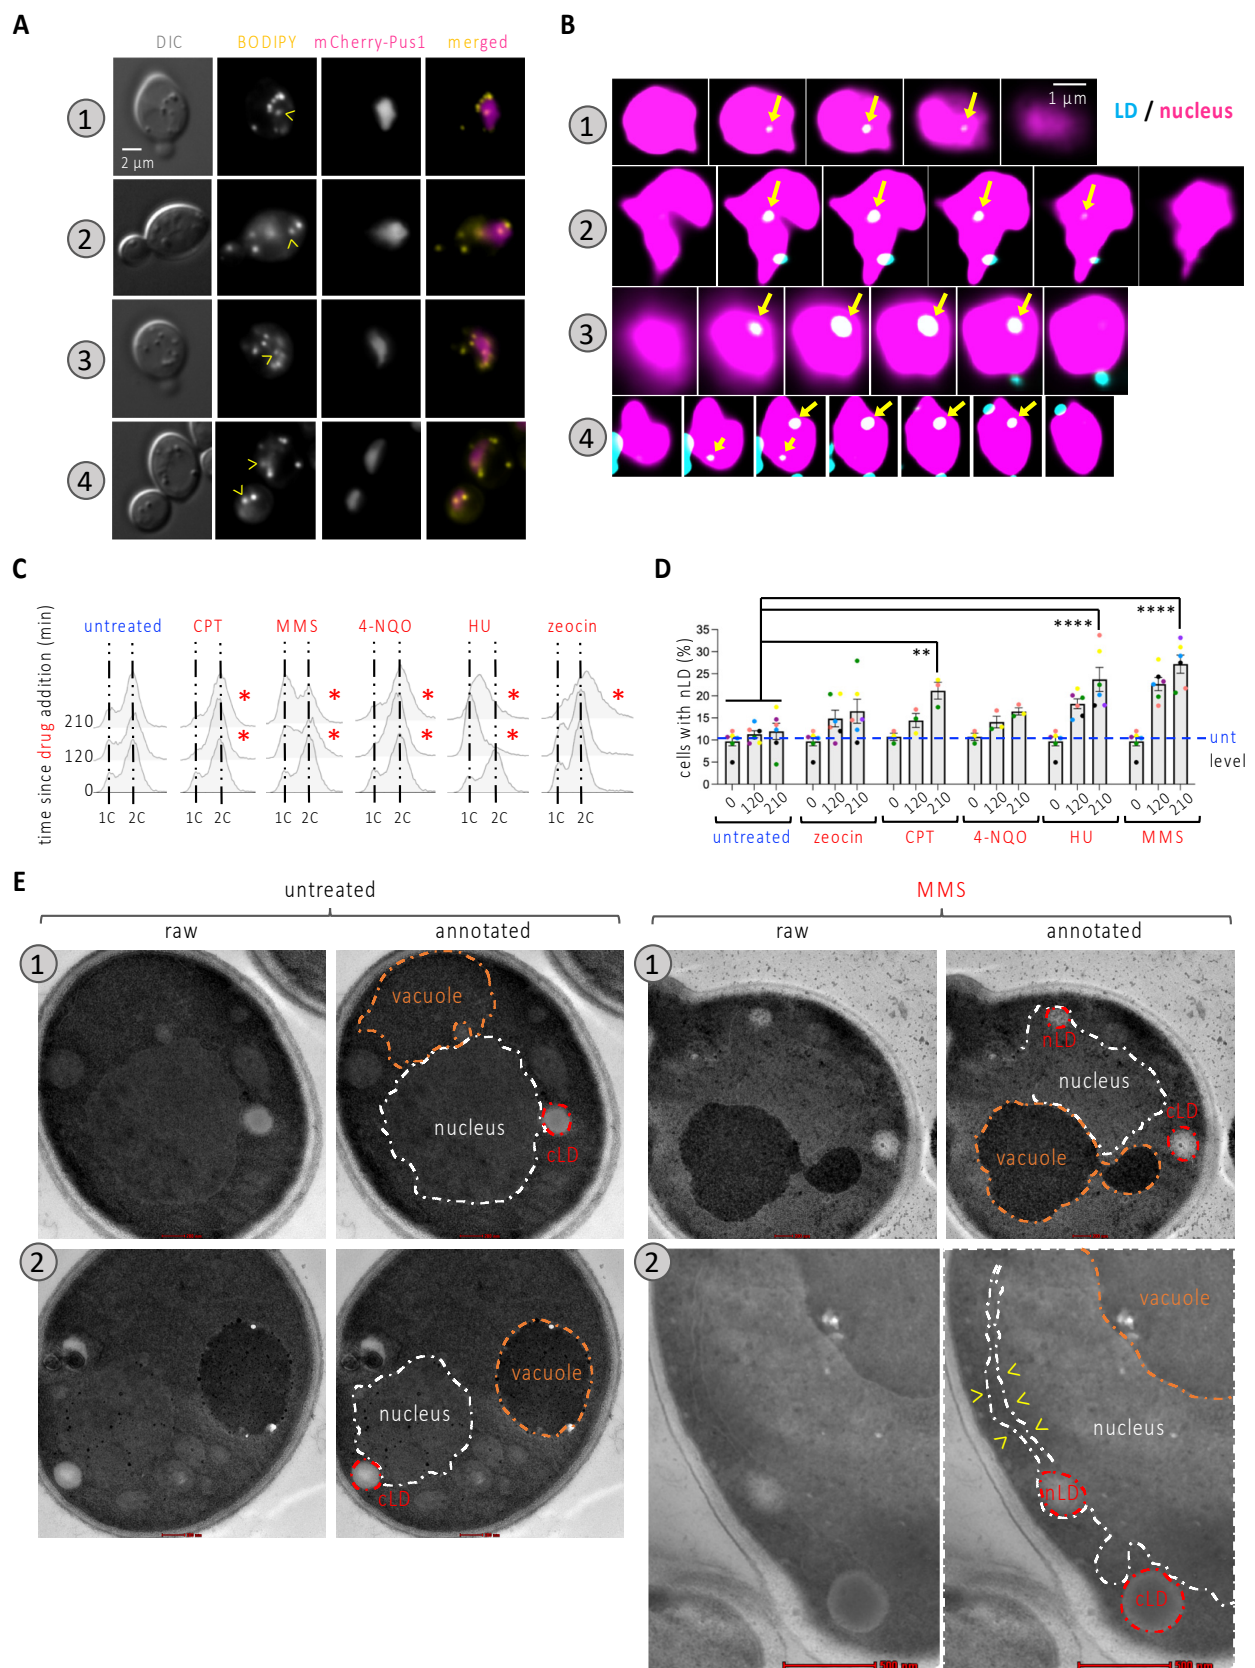 A
DIC BODIPY mCherry-Pus1 merged
1
2 µm
2
3
4
B
1 µm
LD / nucleus
1
2
3
4
C
time since drug addition (min)
untreated CPT MMS 4-NQO HU zeocin
* * * * *
210
* * * *
120
0
1C 2C 1C 2C 1C 2C 1C 2C 1C 2C 1C 2C
D
cells with nLD (%)
****
****
**
35
30
25
20
15
10
5
0
unt
level
0 120 210 0 120 210 0 120 210 0 120 210 0 120 210 0 120 210
untreated zeocin CPT 4-NQO HU MMS
E
untreated
raw annotated
1
vacuole
nucleus
cLD
2
vacuole
nucleus
cLD
MMS
raw annotated
1
nLD
nucleus
cLD
vacuole
2
vacuole
nucleus
nLD
cLD
500 nm 500 nm